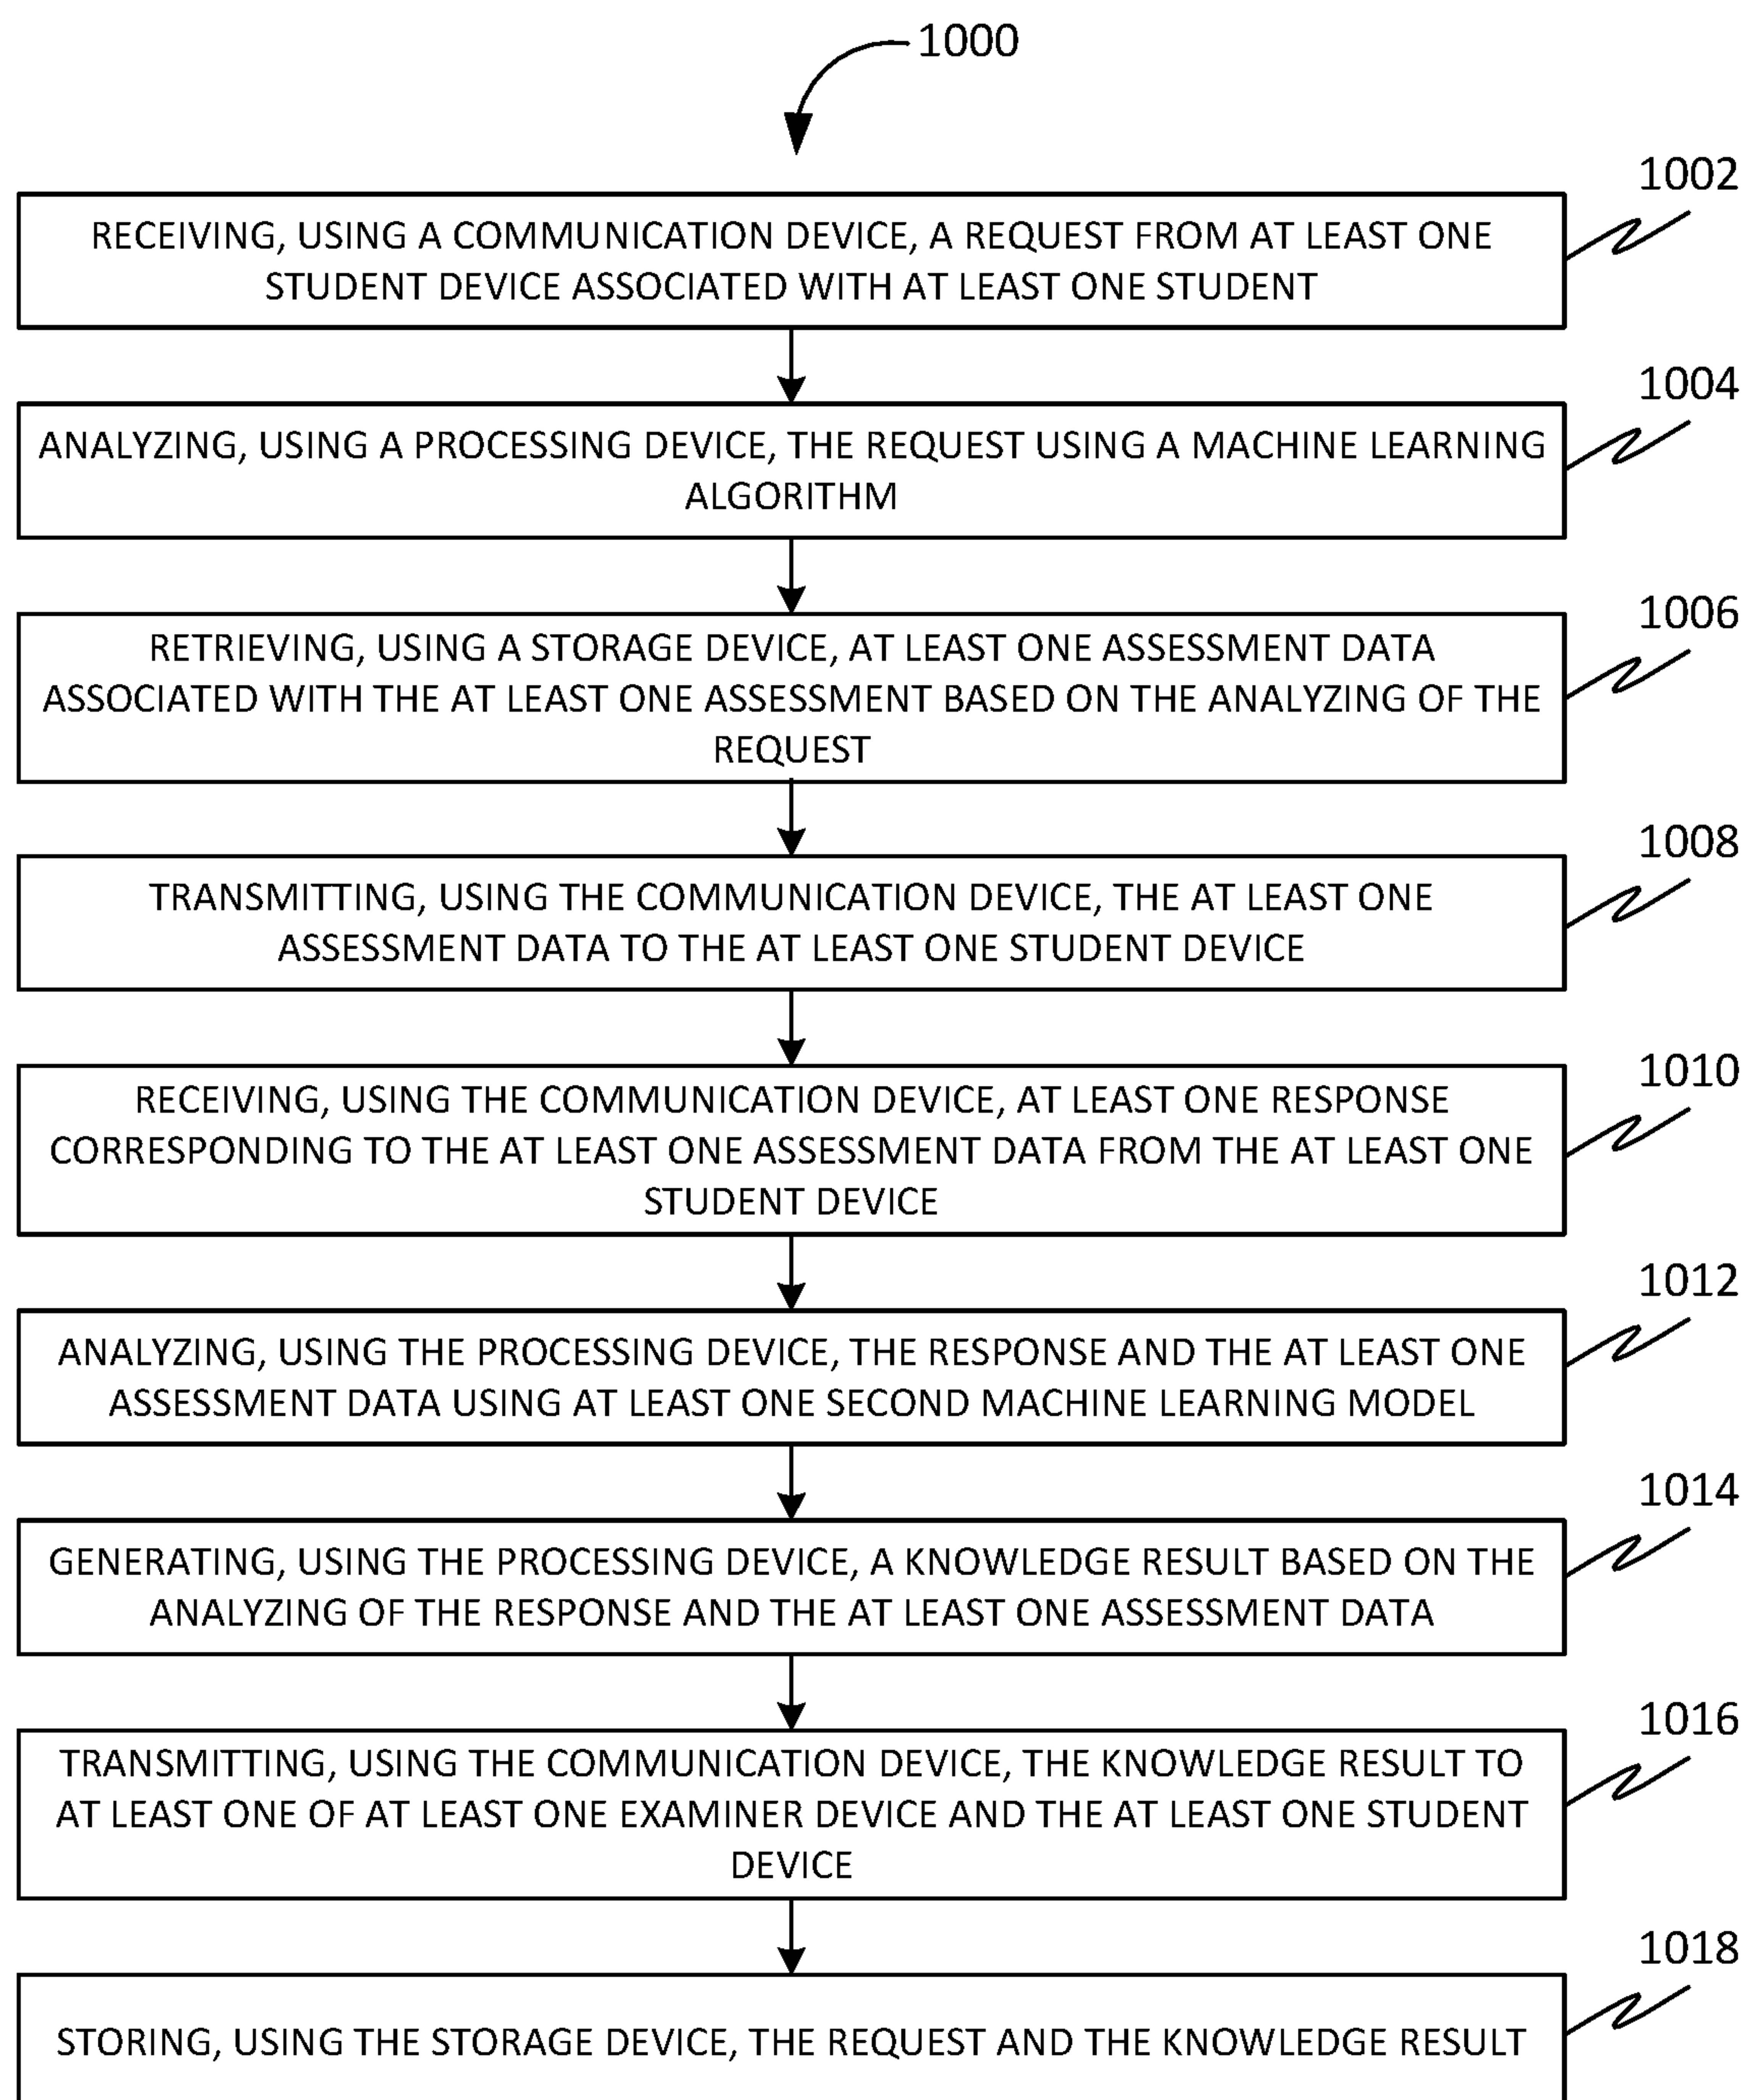 1000
1002
RECEIVING, USING A COMMUNICATION DEVICE, A REQUEST FROM AT LEAST ONE
STUDENT DEVICE ASSOCIATED WITH AT LEAST ONE STUDENT
1004
ANALYZING, USING A PROCESSING DEVICE, THE REQUEST USING A MACHINE LEARNING
ALGORITHM
1006
RETRIEVING, USING A STORAGE DEVICE, AT LEAST ONE ASSESSMENT DATA
ASSOCIATED WITH THE AT LEAST ONE ASSESSMENT BASED ON THE ANALYZING OF THE
REQUEST
1008
TRANSMITTING, USING THE COMMUNICATION DEVICE, THE AT LEAST ONE
ASSESSMENT DATA TO THE AT LEAST ONE STUDENT DEVICE
1010
RECEIVING, USING THE COMMUNICATION DEVICE, AT LEAST ONE RESPONSE
CORRESPONDING TO THE AT LEAST ONE ASSESSMENT DATA FROM THE AT LEAST ONE
STUDENT DEVICE
1012
ANALYZING, USING THE PROCESSING DEVICE, THE RESPONSE AND THE AT LEAST ONE
ASSESSMENT DATA USING AT LEAST ONE SECOND MACHINE LEARNING MODEL
1014
GENERATING, USING THE PROCESSING DEVICE, A KNOWLEDGE RESULT BASED ON THE
ANALYZING OF THE RESPONSE AND THE AT LEAST ONE ASSESSMENT DATA
1016
TRANSMITTING, USING THE COMMUNICATION DEVICE, THE KNOWLEDGE RESULT TO
AT LEAST ONE OF AT LEAST ONE EXAMINER DEVICE AND THE AT LEAST ONE STUDENT
DEVICE
1018
STORING, USING THE STORAGE DEVICE, THE REQUEST AND THE KNOWLEDGE RESULT